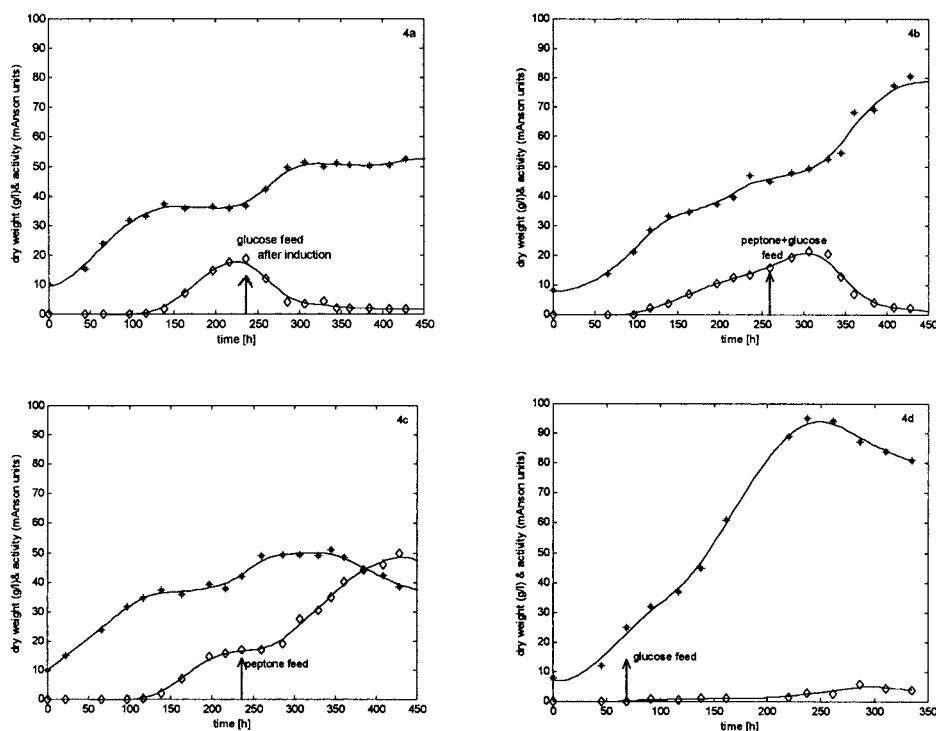 4a
dry weight (g/l)& activity (mAnson units)
100
90
80
70
60
50
40
30
20
10
0
glucose feed
after induction
0 50 100 150 200 250 300 350 400 450
time [h]
4b
dry weight (g/l)& activity (mAnson units)
100
90
80
70
60
50
40
30
20
10
0
peptone+glucose
feed
0 50 100 150 200 250 300 350 400 450
time [h]
4c
dry weight (g/l)& activity (mAnson units)
100
90
80
70
60
50
40
30
20
10
0
peptone feed
0 50 100 150 200 250 300 350 400 450
time [h]
4d
dry weight (g/l) & activity (mAnson units)
100
90
80
70
60
50
40
30
20
10
0
glucose feed
0 50 100 150 200 250 300 350
time [h]